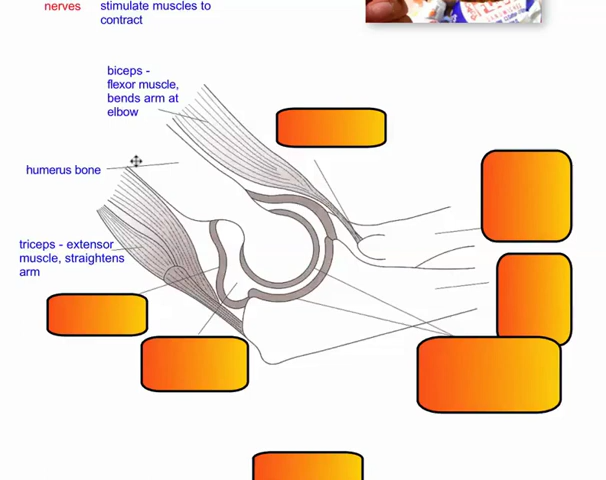 nerves
stimulate muscles to
contract
biceps -
flexor muscle,
bends arm at
elbow
humerus bone
triceps - extensor
muscle, straightens
arm